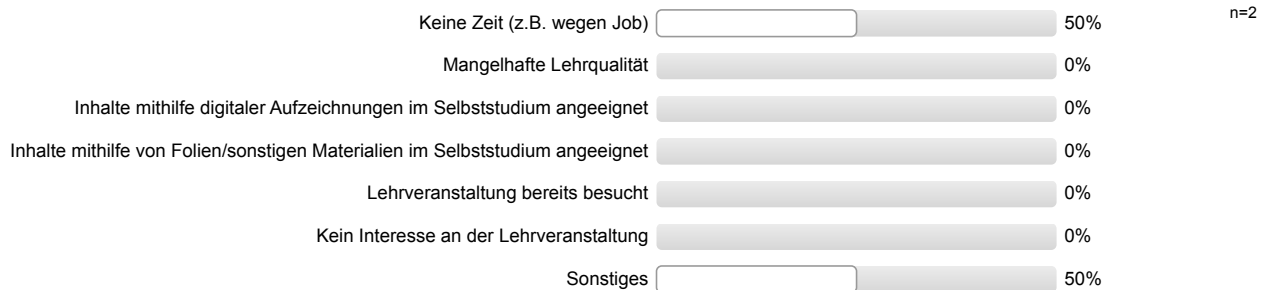 Keine Zeit (z.B. wegen Job) 50% n=2
Mangelhafte Lehrqualität 0%
Inhalte mithilfe digitaler Aufzeichnungen im Selbststudium angeeignet 0%
Inhalte mithilfe von Folien/sonstigen Materialien im Selbststudium angeeignet 0%
Lehrveranstaltung bereits besucht 0%
Kein Interesse an der Lehrveranstaltung 0%
Sonstiges 50%